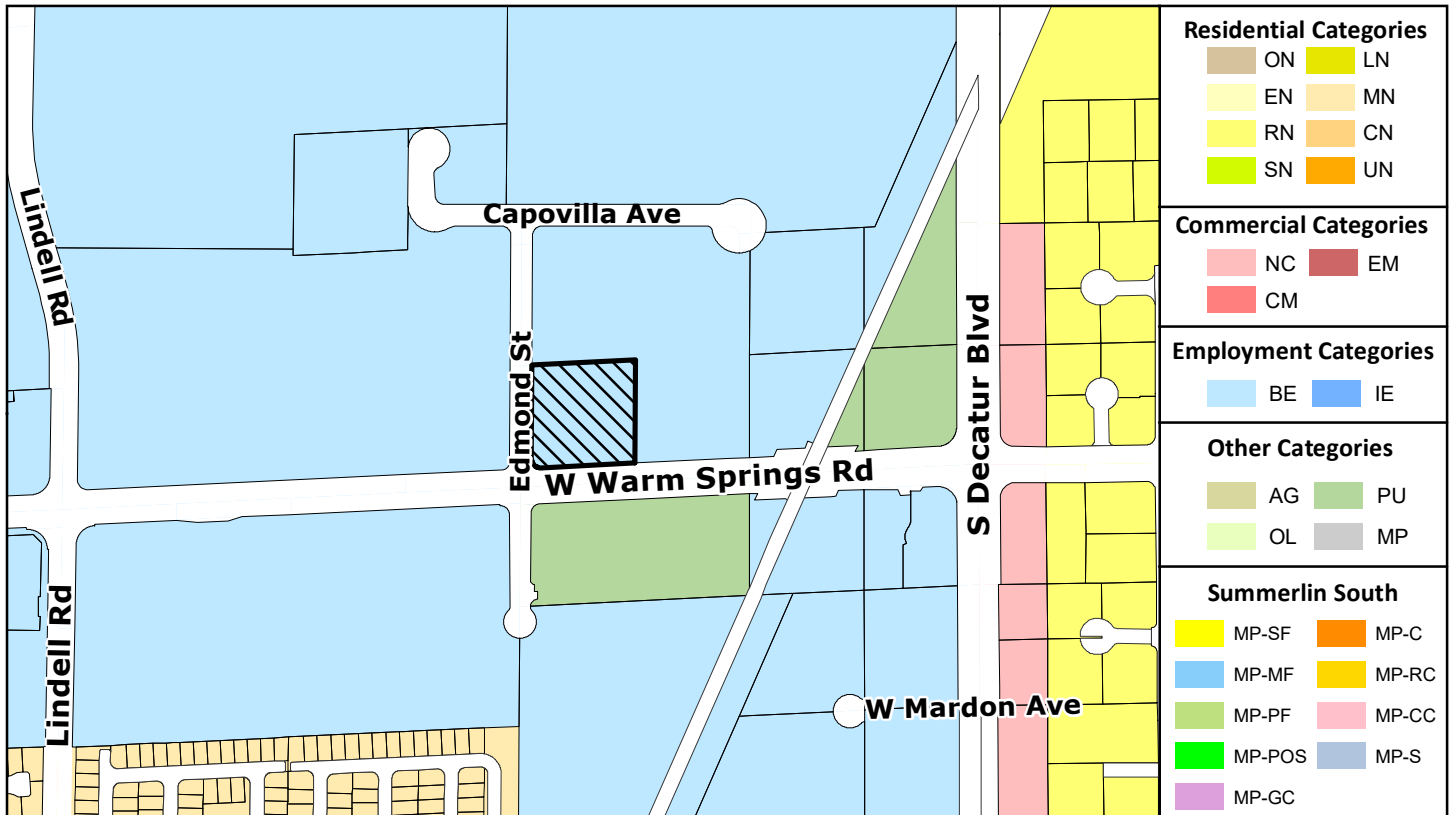 Lindell Rd
Capovilla Ave
Edmond St
W Warm Springs Rd
S Decatur Blvd
Lindell Rd
W Mardon Ave
Residential Categories
ON LN
EN MN
RN CN
SN UN
Commercial Categories
NC EM
CM
Employment Categories
BE IE
Other Categories
AG PU
OL MP
Summerlin South
MP-SF MP-C
MP-MF MP-RC
MP-PF MP-CC
MP-POS MP-S
MP-GC